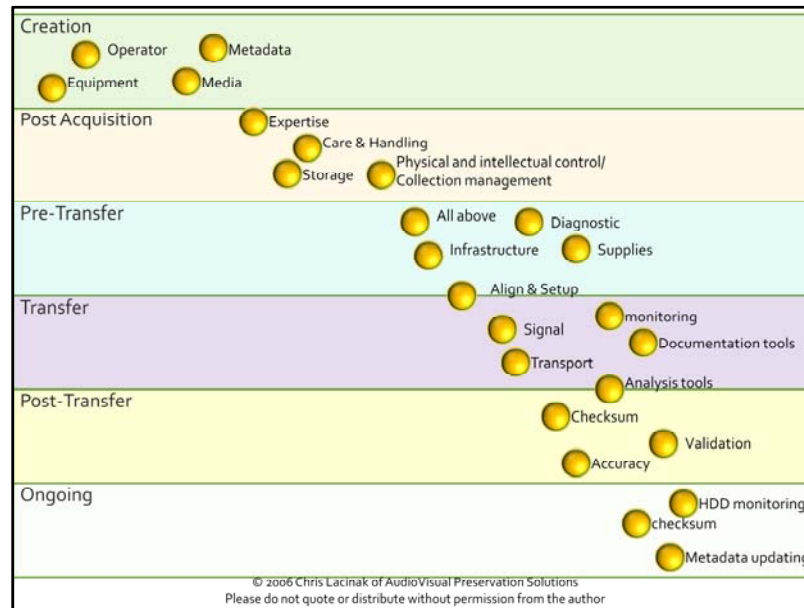 Creation
Operator
Metadata
Equipment
Media
Post Acquisition
Expertise
Care & Handling
Storage
Physical and intellectual control/
Collection management
Pre-Transfer
All above
Diagnostic
Infrastructure
Supplies
Align & Setup
Transfer
monitoring
Signal
Documentation tools
Transport
Analysis tools
Post-Transfer
Checksum
Validation
Accuracy
Ongoing
HDD monitoring
checksum
Metadata updating
© 2006 Chris Lacinak of AudioVisual Preservation Solutions
Please do not quote or distribute without permission from the author